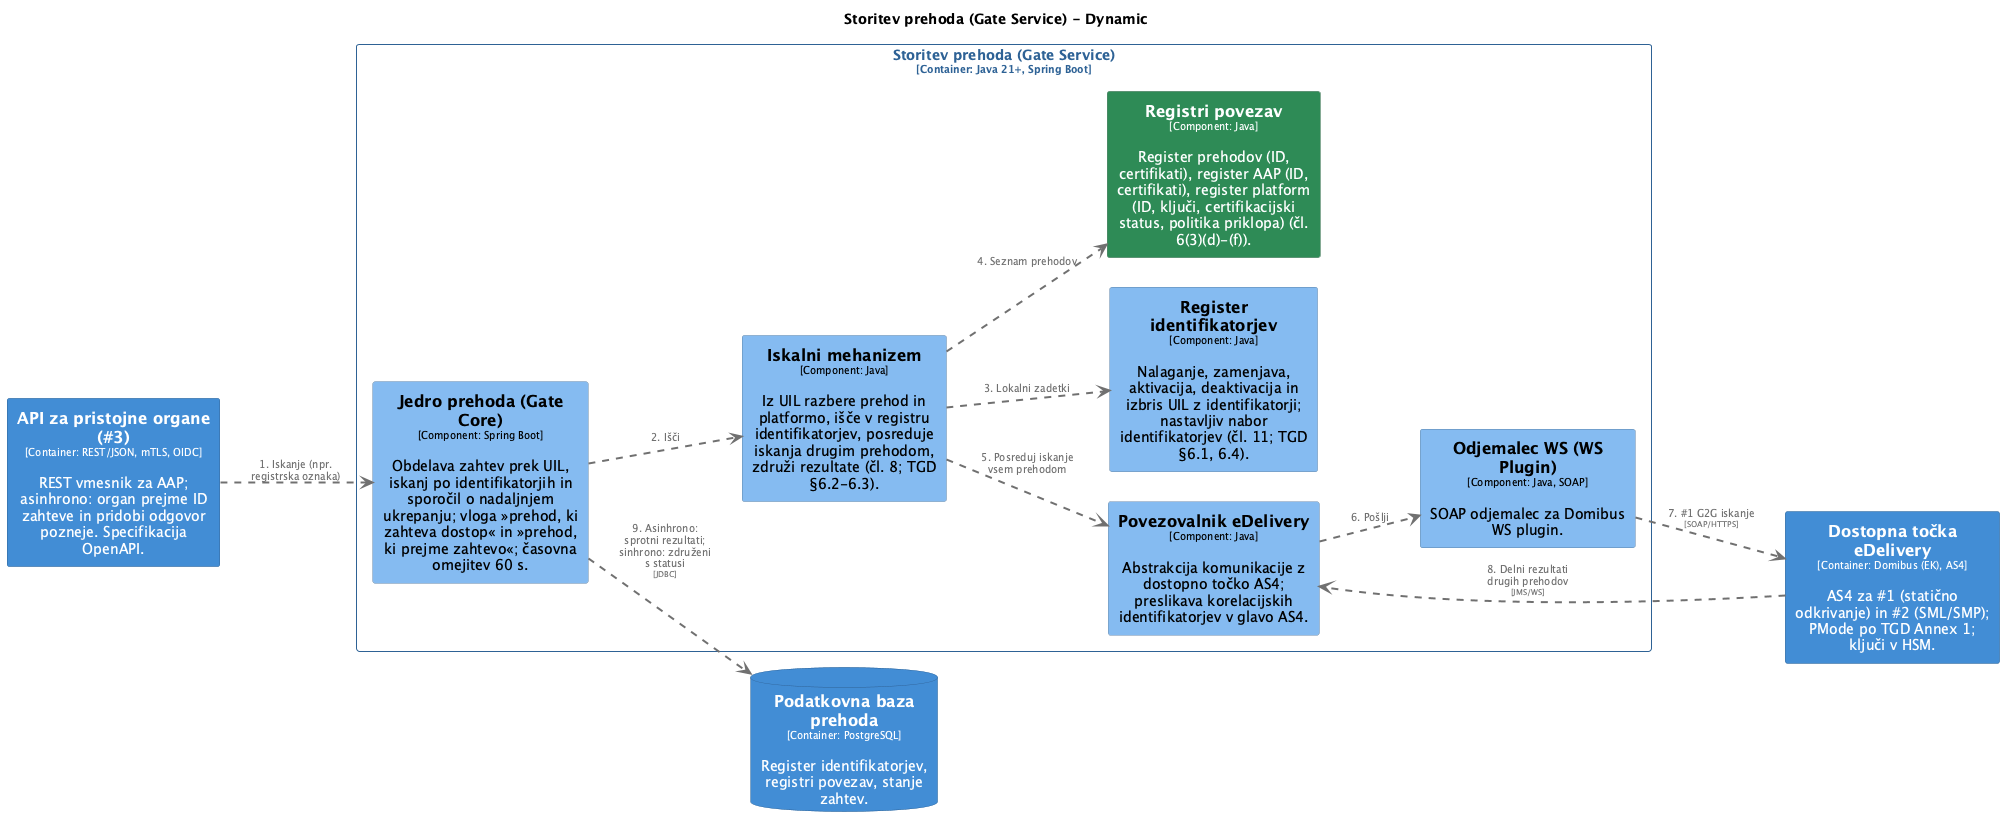 Storitev prehoda (Gate Service) – Dynamic
Storitev prehoda (Gate Service)
[Container: Java 21+, Spring Boot]
Registri povezav
[Component: Java]
Register prehodov (ID,
certifikati), register AAP (ID,
certifikati), register platform
(ID, ključi, certifikacijski
status, politika priklopa) (čl.
6(3)(d)–(f)).
4. Seznam prehodov
Register
identifikatorjev
[Component: Java]
Nalaganje, zamenjava,
aktivacija, deaktivacija in
izbris UIL z identifikatorji;
nastavljiv nabor
identifikatorjev (čl. 11; TGD
§6.1, 6.4).
Iskalni mehanizem
[Component: Java]
Iz UIL razbere prehod in
platformo, išče v registru
identifikatorjev, posreduje
iskanja drugim prehodom,
združi rezultate (čl. 8; TGD
§6.2–6.3).
3. Lokalni zadetki
Jedro prehoda (Gate
Core)
[Component: Spring Boot]
Obdelava zahtev prek UIL,
iskanj po identifikatorjih in
sporočil o nadaljnjem
ukrepanju; vloga »prehod, ki
zahteva dostop« in »prehod,
ki prejme zahtevo«; časovna
omejitev 60 s.
API za pristojne organe
(#3)
[Container: REST/JSON, mTLS, OIDC]
REST vmesnik za AAP;
asinhrono: organ prejme ID
zahteve in pridobi odgovor
pozneje. Specifikacija
OpenAPI.
1. Iskanje (npr.
registrska oznaka)
2. Išči
5. Posreduj iskanje
vsem prehodom
Odjemalec WS (WS
Plugin)
[Component: Java, SOAP]
SOAP odjemalec za Domibus
WS plugin.
Povezovalnik eDelivery
[Component: Java]
Abstrakcija komunikacije z
dostopno točko AS4;
preslikava korelacijskih
identifikatorjev v glavo AS4.
6. Pošlji
7. #1 G2G iskanje
[SOAP/HTTPS]
Dostopna točka
eDelivery
[Container: Domibus (EK), AS4]
AS4 za #1 (statično
odkrivanje) in #2 (SML/SMP);
PMode po TGD Annex 1;
ključi v HSM.
8. Delni rezultati
drugih prehodov
[JMS/WS]
9. Asinhrono:
sprotni rezultati;
sinhrono: združeni
s statusi
[JDBC]
Podatkovna baza
prehoda
[Container: PostgreSQL]
Register identifikatorjev,
registri povezav, stanje
zahtev.